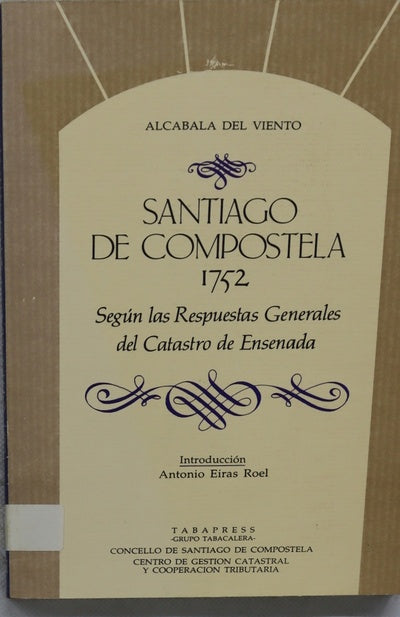 ALCABALA DEL VIENTO
SANTIAGO
DE COMPOSTELA
1752
Según las Respuestas Generales
del Catastro de Ensenada
Introducción
Antonio Eiras Roel
TABAPRESS
-GRUPO TABACALERA-
CONCELLO DE SANTIAGO DE COMPOSTELA
CENTRO DE GESTION CATASTRAL
Y COOPERACION TRIBUTARIA